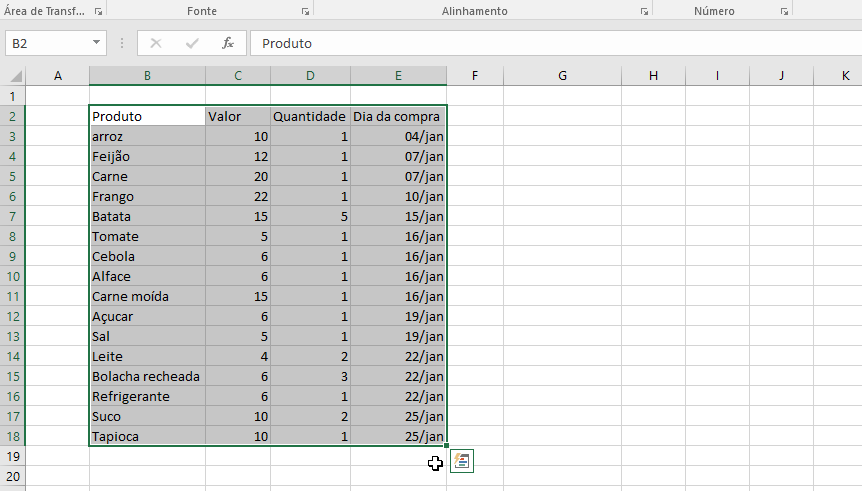 Área de Transf... Fonte Alinhamento Número
B2 fx Produto
A B C D E F G H I J K
1
2 Produto Valor Quantidade Dia da compra
3 arroz 10 1 04/jan
4 Feijão 12 1 07/jan
5 Carne 20 1 07/jan
6 Frango 22 1 10/jan
7 Batata 15 5 15/jan
8 Tomate 5 1 16/jan
9 Cebola 6 1 16/jan
10 Alface 6 1 16/jan
11 Carne moída 15 1 16/jan
12 Açucar 6 1 19/jan
13 Sal 5 1 19/jan
14 Leite 4 2 22/jan
15 Bolacha recheada 6 3 22/jan
16 Refrigerante 6 1 22/jan
17 Suco 10 2 25/jan
18 Tapioca 10 1 25/jan
19
20